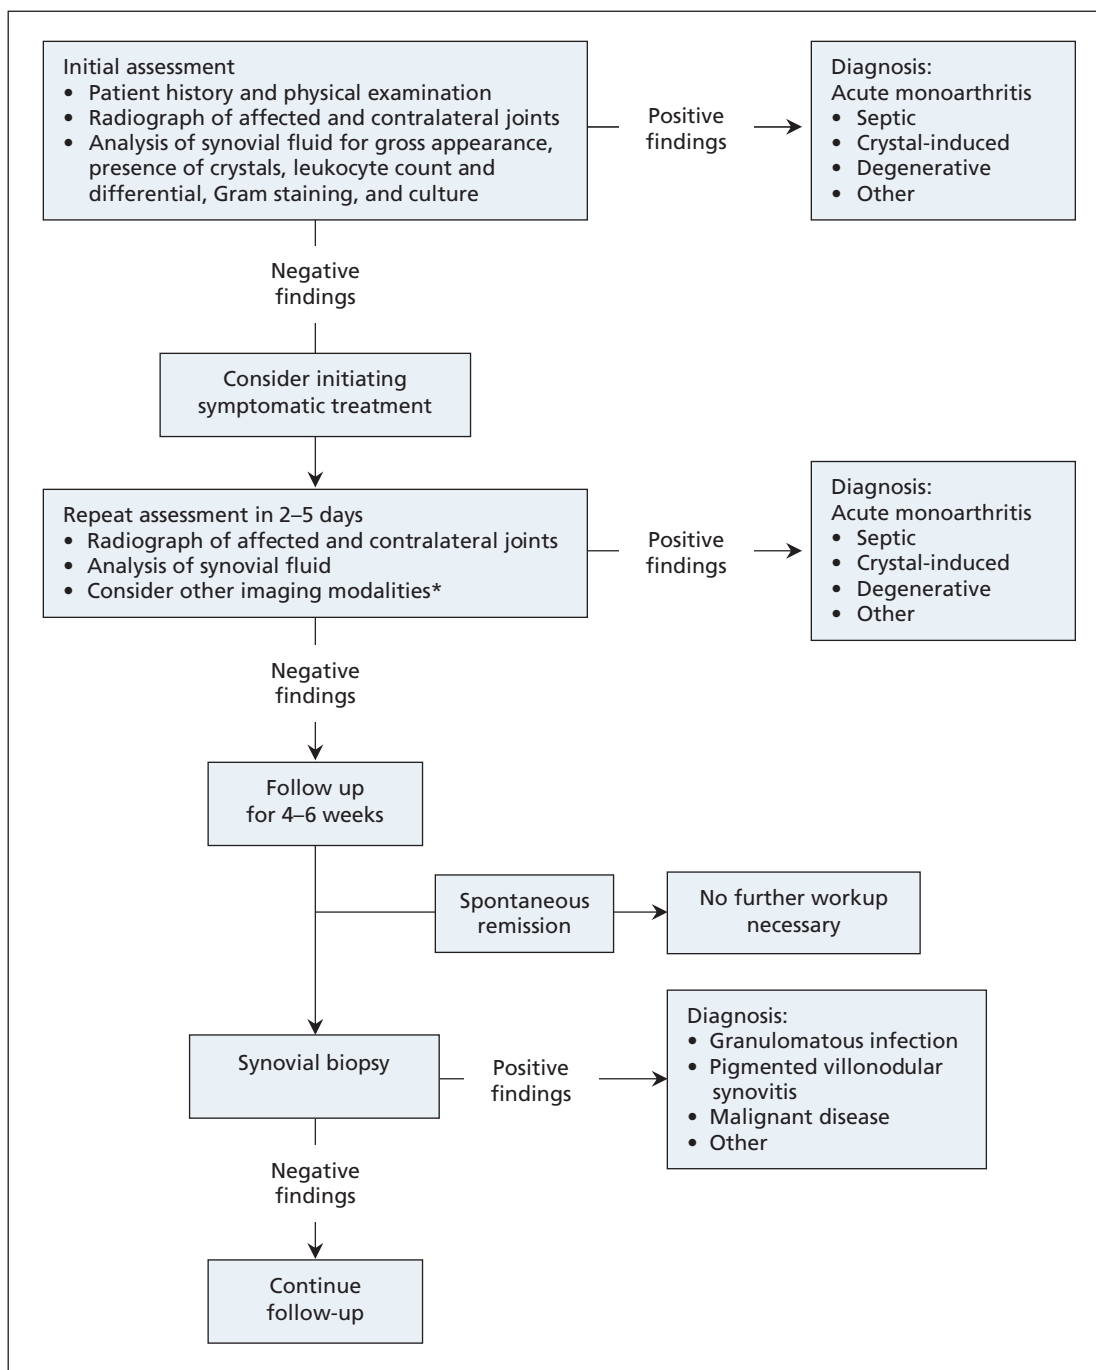 Initial assessment
• Patient history and physical examination
• Radiograph of affected and contralateral joints
• Analysis of synovial fluid for gross appearance,
presence of crystals, leukocyte count and
differential, Gram staining, and culture
Positive
findings
Diagnosis:
Acute monoarthritis
• Septic
• Crystal-induced
• Degenerative
• Other
Negative
findings
Consider initiating
symptomatic treatment
Repeat assessment in 2–5 days
• Radiograph of affected and contralateral joints
• Analysis of synovial fluid
• Consider other imaging modalities*
Positive
findings
Diagnosis:
Acute monoarthritis
• Septic
• Crystal-induced
• Degenerative
• Other
Negative
findings
Follow up
for 4–6 weeks
Spontaneous
remission
No further workup
necessary
Synovial biopsy
Positive
findings
Diagnosis:
• Granulomatous infection
• Pigmented villonodular
synovitis
• Malignant disease
• Other
Negative
findings
Continue
follow-up